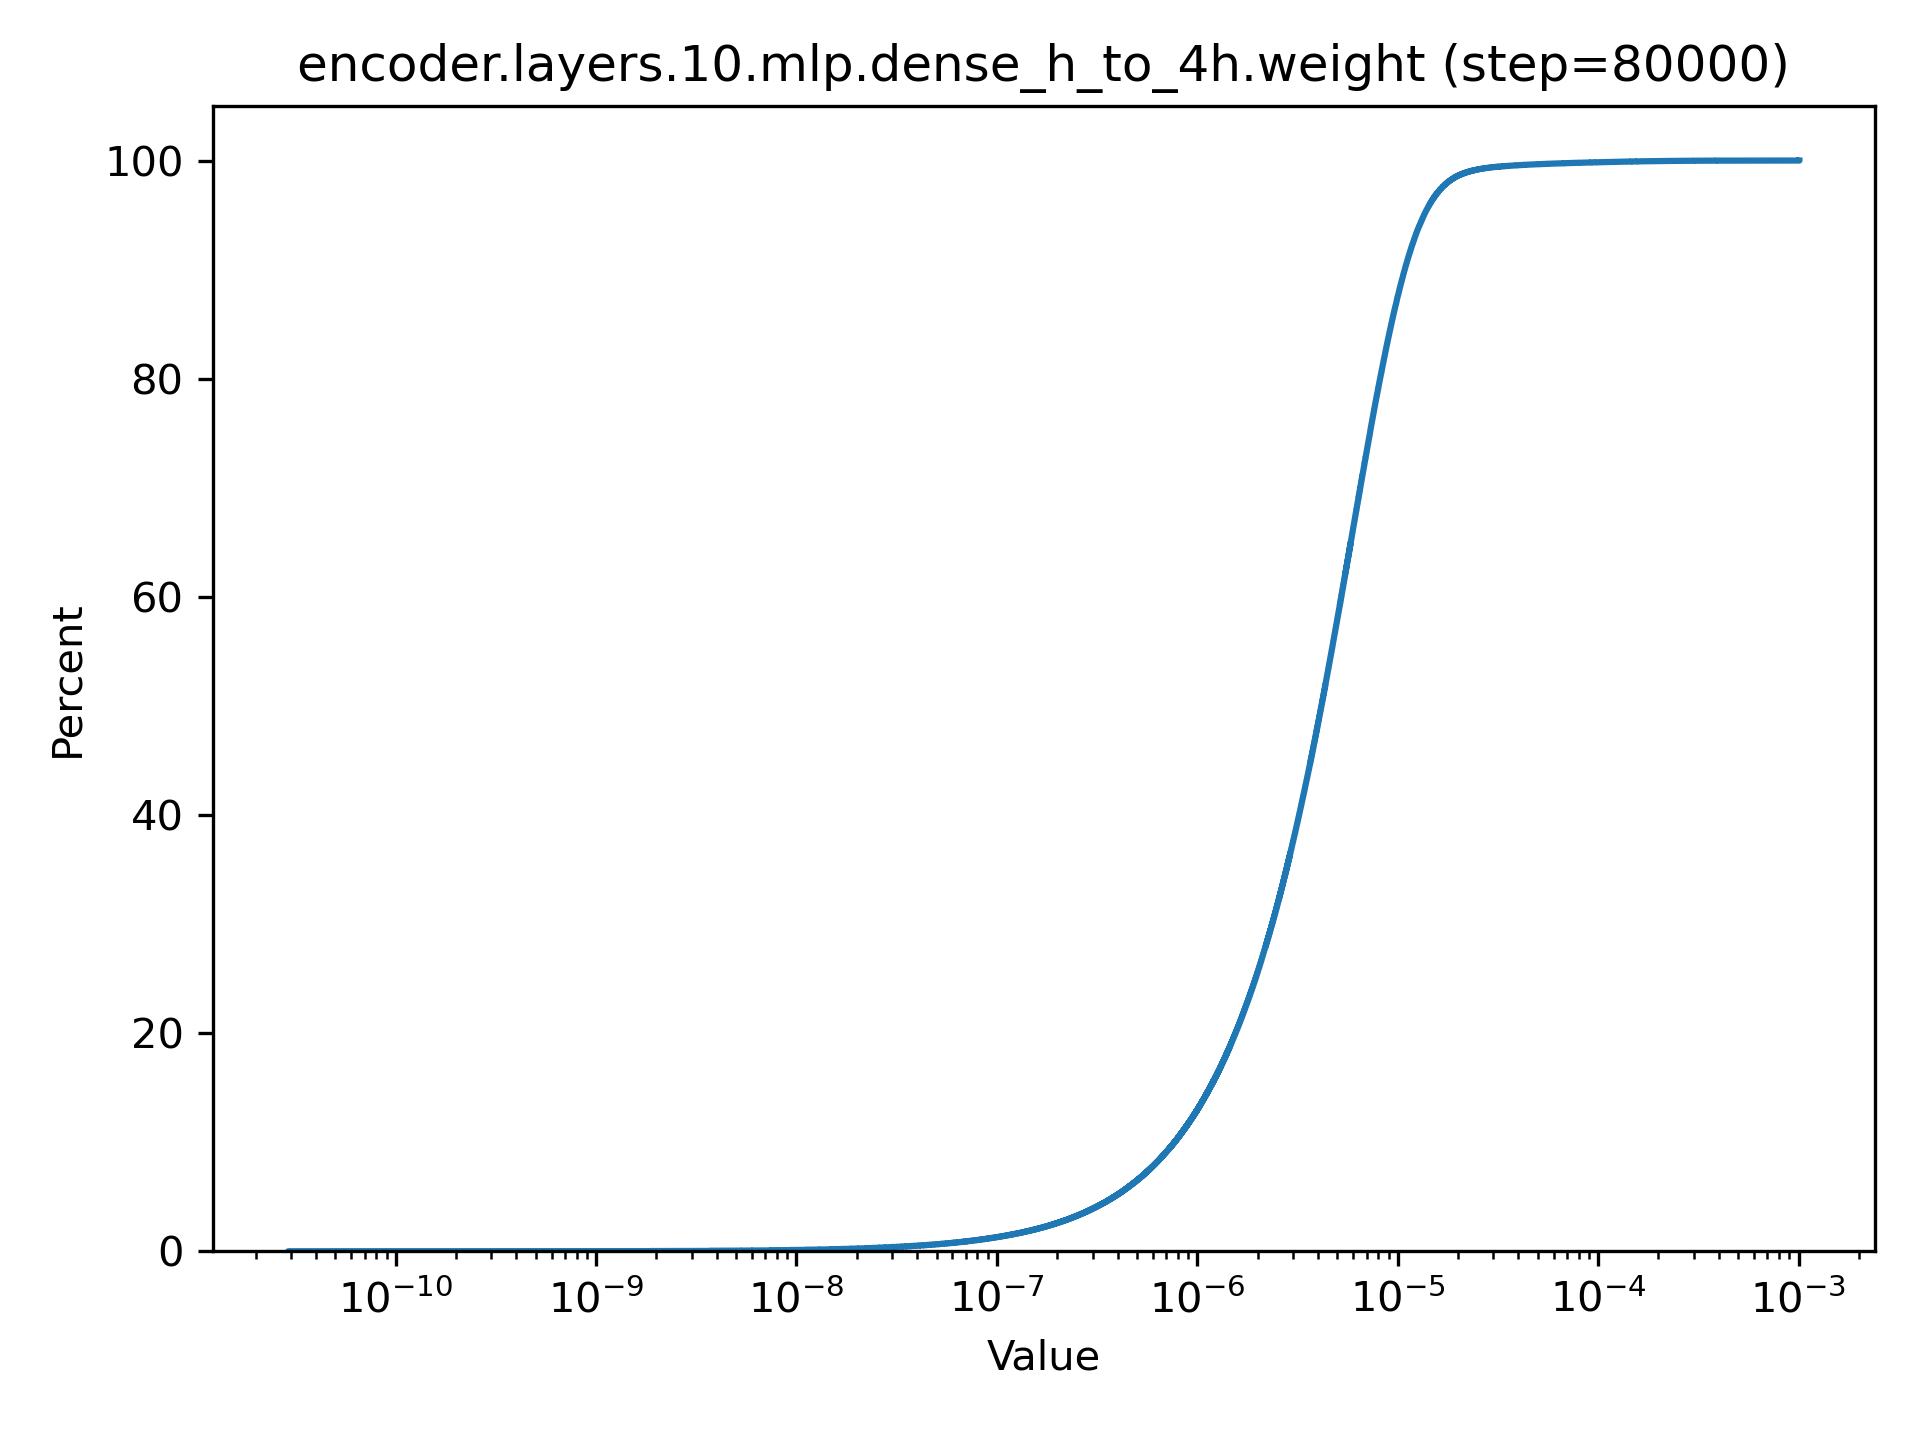 encoder.layers.10.mlp.dense_h_to_4h.weight (step=80000)
Percent
100
80
60
40
20
0
10⁻¹⁰ 10⁻⁹ 10⁻⁸ 10⁻⁷ 10⁻⁶ 10⁻⁵ 10⁻⁴ 10⁻³
Value